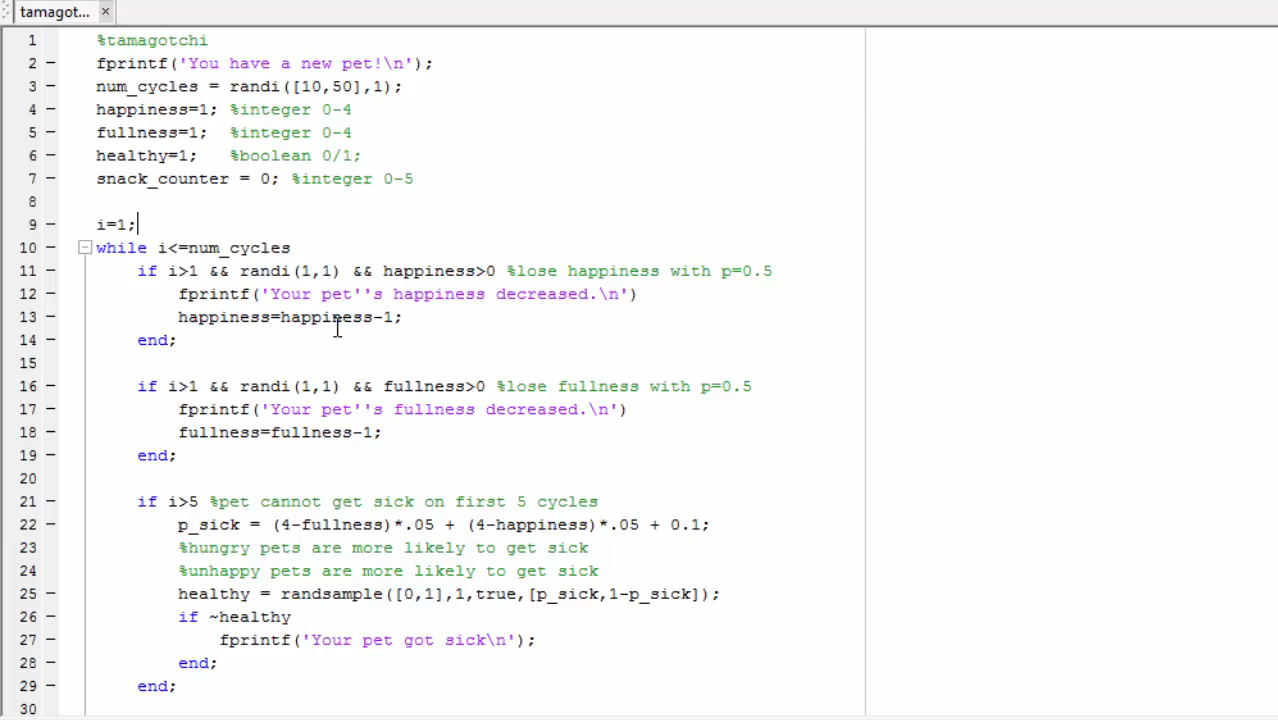 tamagot... ×
1 %tamagotchi
2 – fprintf('You have a new pet!\n');
3 – num_cycles = randi([10,50],1);
4 – happiness=1; %integer 0-4
5 – fullness=1;  %integer 0-4
6 – healthy=1;   %boolean 0/1;
7 – snack_counter = 0; %integer 0-5
8
9 – i=1;
10 – while i<=num_cycles
11 –     if i>1 && randi(1,1) && happiness>0 %lose happiness with p=0.5
12 –         fprintf('Your pet''s happiness decreased.\n')
13 –         happiness=happiness-1;
14 –     end;
15
16 –     if i>1 && randi(1,1) && fullness>0 %lose fullness with p=0.5
17 –         fprintf('Your pet''s fullness decreased.\n')
18 –         fullness=fullness-1;
19 –     end;
20
21 –     if i>5 %pet cannot get sick on first 5 cycles
22 –         p_sick = (4-fullness)*.05 + (4-happiness)*.05 + 0.1;
23         %hungry pets are more likely to get sick
24         %unhappy pets are more likely to get sick
25 –         healthy = randsample([0,1],1,true,[p_sick,1-p_sick]);
26 –         if ~healthy
27 –             fprintf('Your pet got sick\n');
28 –         end;
29 –     end;
30